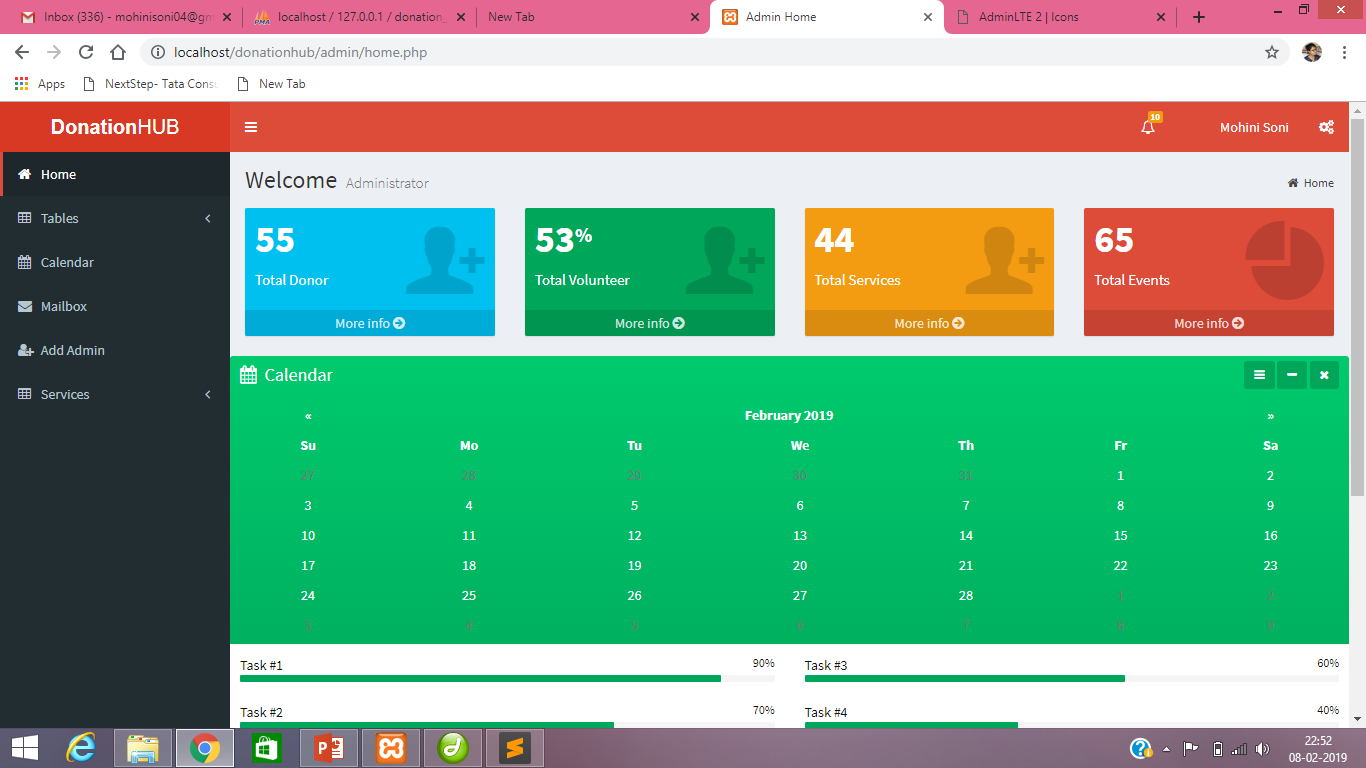 Inbox (336) - mohinisoni04@gm
localhost / 127.0.0.1 / donation_
New Tab
Admin Home
AdminLTE 2 | Icons
localhost/donationhub/admin/home.php
Apps
NextStep- Tata Consu
New Tab
DonationHUB
10
Mohini Soni
Home
Tables
Calendar
Mailbox
Add Admin
Services
Welcome Administrator
Home
55
Total Donor
More info
53%
Total Volunteer
More info
44
Total Services
More info
65
Total Events
More info
Calendar
« February 2019 »
Su Mo Tu We Th Fr Sa
27 28 29 30 31 1 2
3 4 5 6 7 8 9
10 11 12 13 14 15 16
17 18 19 20 21 22 23
24 25 26 27 28 1 2
3 4 5 6 7 8 9
Task #1 90%
Task #3 60%
Task #2 70%
Task #4 40%
22:52
08-02-2019